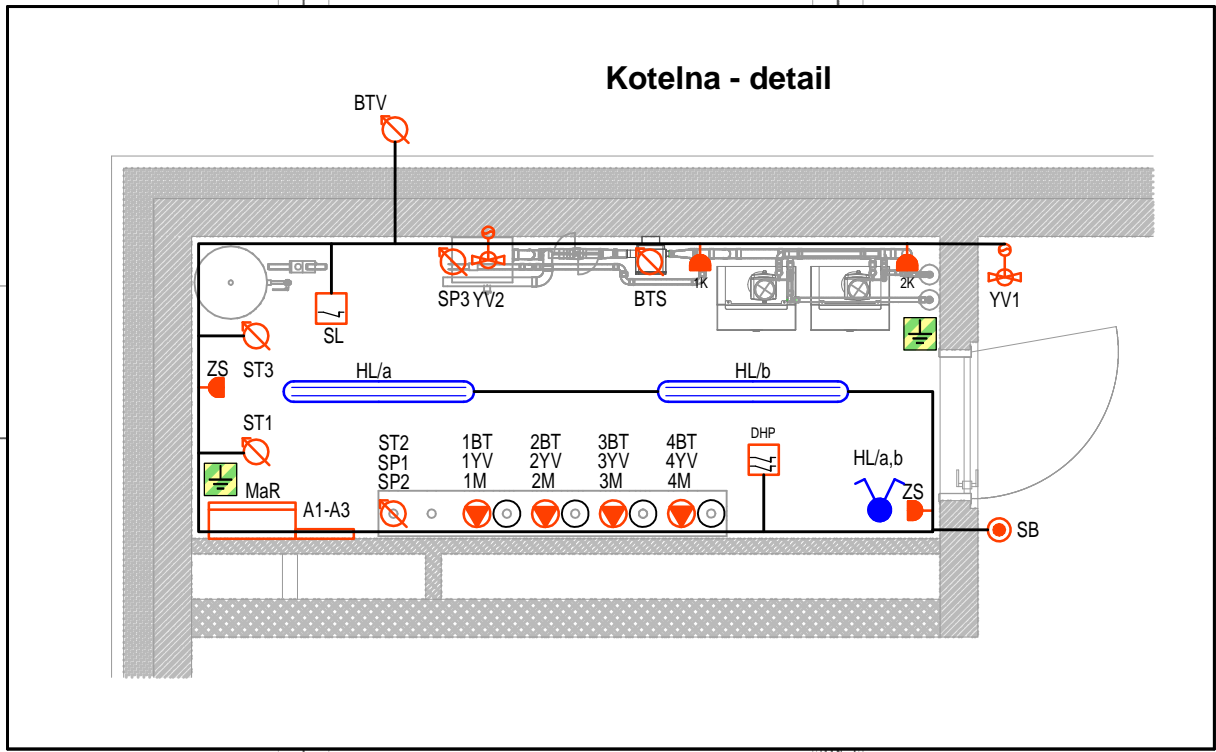 Kotelna - detail
BTV
SP3 YV2
BTS
1K
2K
YV1
SL
ZS
ST3
HL/a
HL/b
ST1
ST2
SP1
SP2
1BT
1YV
1M
2BT
2YV
2M
3BT
3YV
3M
4BT
4YV
4M
DHP
HL/a,b
ZS
MaR
A1-A3
SB